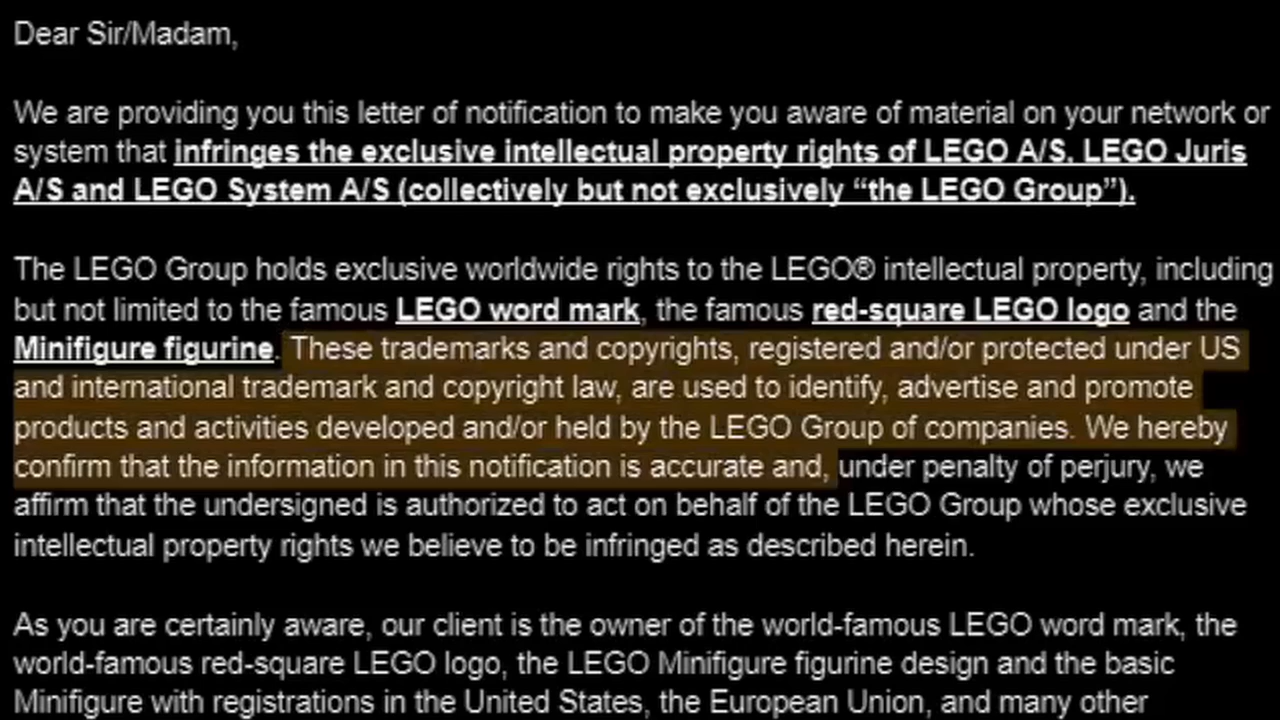 Dear Sir/Madam,
We are providing you this letter of notification to make you aware of material on your network or
system that infringes the exclusive intellectual property rights of LEGO A/S, LEGO Juris
A/S and LEGO System A/S (collectively but not exclusively “the LEGO Group”).
The LEGO Group holds exclusive worldwide rights to the LEGO® intellectual property, including
but not limited to the famous LEGO word mark, the famous red-square LEGO logo and the
Minifigure figurine. These trademarks and copyrights, registered and/or protected under US
and international trademark and copyright law, are used to identify, advertise and promote
products and activities developed and/or held by the LEGO Group of companies. We hereby
confirm that the information in this notification is accurate and, under penalty of perjury, we
affirm that the undersigned is authorized to act on behalf of the LEGO Group whose exclusive
intellectual property rights we believe to be infringed as described herein.
As you are certainly aware, our client is the owner of the world-famous LEGO word mark, the
world-famous red-square LEGO logo, the LEGO Minifigure figurine design and the basic
Minifigure with registrations in the United States, the European Union, and many other